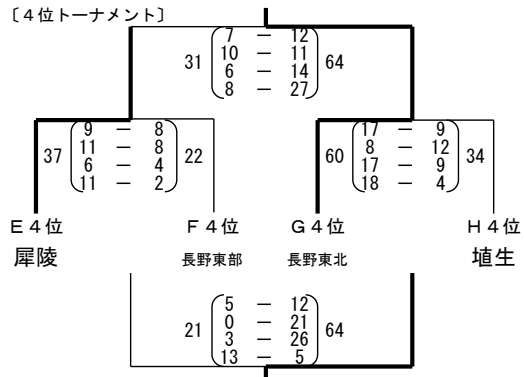 〔４位トーナメント〕
7 － 12
10 － 11
31 64
6 － 14
8 － 27
9 － 8 17 － 9
11 － 8 8 － 12
37 22 60 34
6 － 4 17 － 9
11 － 2 18 － 4
Ｅ４位 Ｆ４位 Ｇ４位 Ｈ４位
犀陵 長野東部 長野東北 埴生
5 － 12
0 － 21
21 64
3 － 26
13 － 5